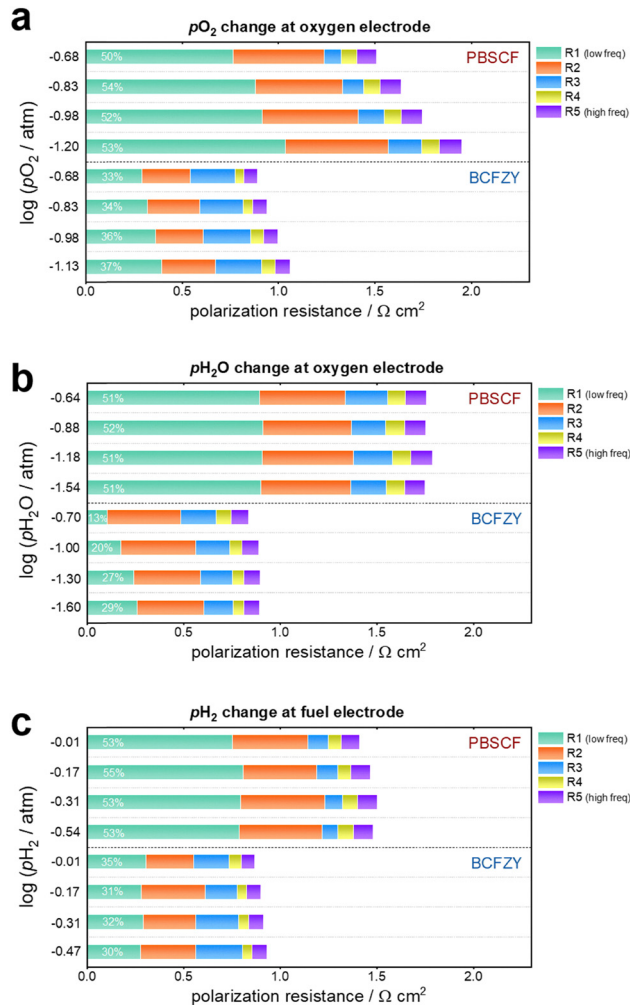 a
pO₂ change at oxygen electrode
log (pO₂ / atm)
-0.68 50% PBSCF
-0.83 54%
-0.98 52%
-1.20 53%
-0.68 33% BCFZY
-0.83 34%
-0.98 36%
-1.13 37%
0.0 0.5 1.0 1.5 2.0
polarization resistance / Ω cm²
R1 (low freq)
R2
R3
R4
R5 (high freq)
b
pH₂O change at oxygen electrode
log (pH₂O / atm)
-0.64 51% PBSCF
-0.88 52%
-1.18 51%
-1.54 51%
-0.70 13% BCFZY
-1.00 20%
-1.30 27%
-1.60 29%
0.0 0.5 1.0 1.5 2.0
polarization resistance / Ω cm²
R1 (low freq)
R2
R3
R4
R5 (high freq)
c
pH₂ change at fuel electrode
log (pH₂ / atm)
-0.01 53% PBSCF
-0.17 55%
-0.31 53%
-0.54 53%
-0.01 35% BCFZY
-0.17 31%
-0.31 32%
-0.47 30%
0.0 0.5 1.0 1.5 2.0
polarization resistance / Ω cm²
R1 (low freq)
R2
R3
R4
R5 (high freq)